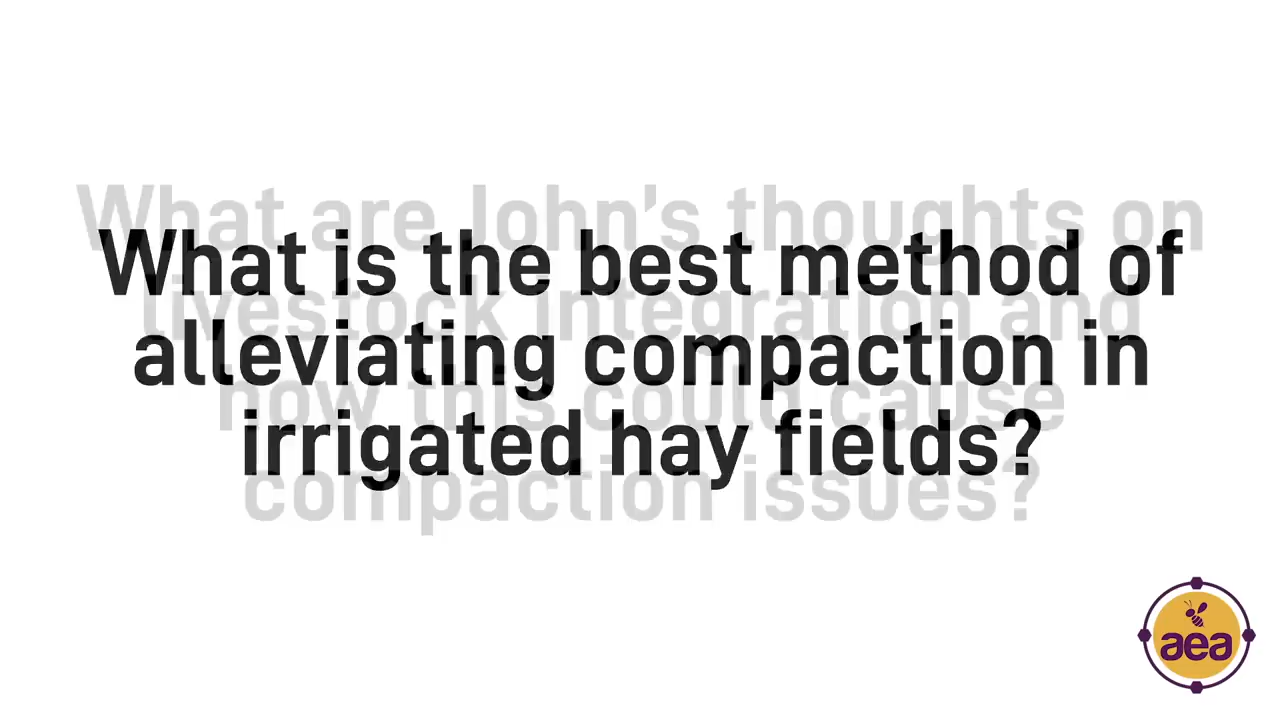 What are John's thoughts on
livestock integration and
how this could cause
compaction issues?
What is the best method of
alleviating compaction in
irrigated hay fields?
aea